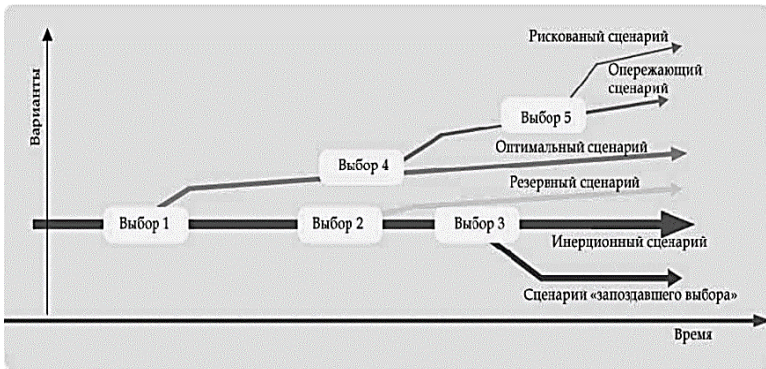 Рискованый сценарий
Опережающий
сценарий
Варианты
Выбор 5
Оптимальный сценарий
Выбор 4
Резервный сценарий
Выбор 1
Выбор 2
Выбор 3
Инерционный сценарий
Сценарии «запоздавшего выбора»
Время